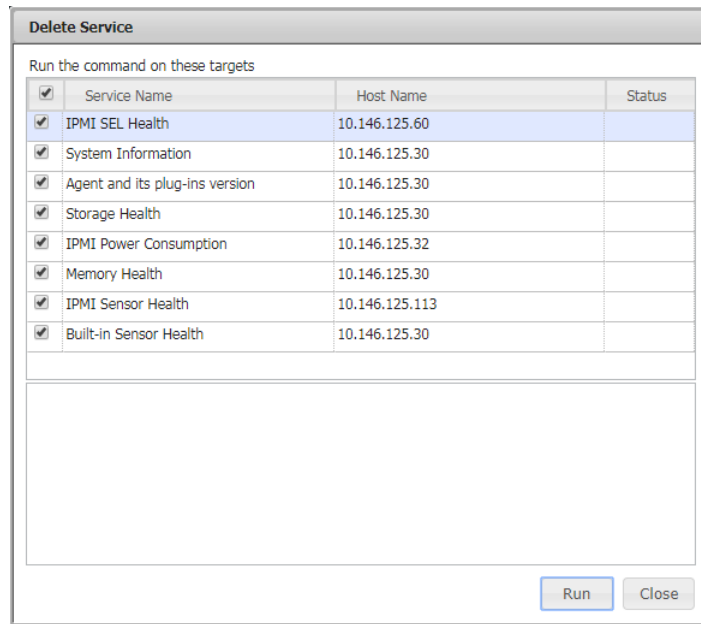 Delete Service
Run the command on these targets
Service Name Host Name Status
IPMI SEL Health 10.146.125.60
System Information 10.146.125.30
Agent and its plug-ins version 10.146.125.30
Storage Health 10.146.125.30
IPMI Power Consumption 10.146.125.32
Memory Health 10.146.125.30
IPMI Sensor Health 10.146.125.113
Built-in Sensor Health 10.146.125.30
Run Close